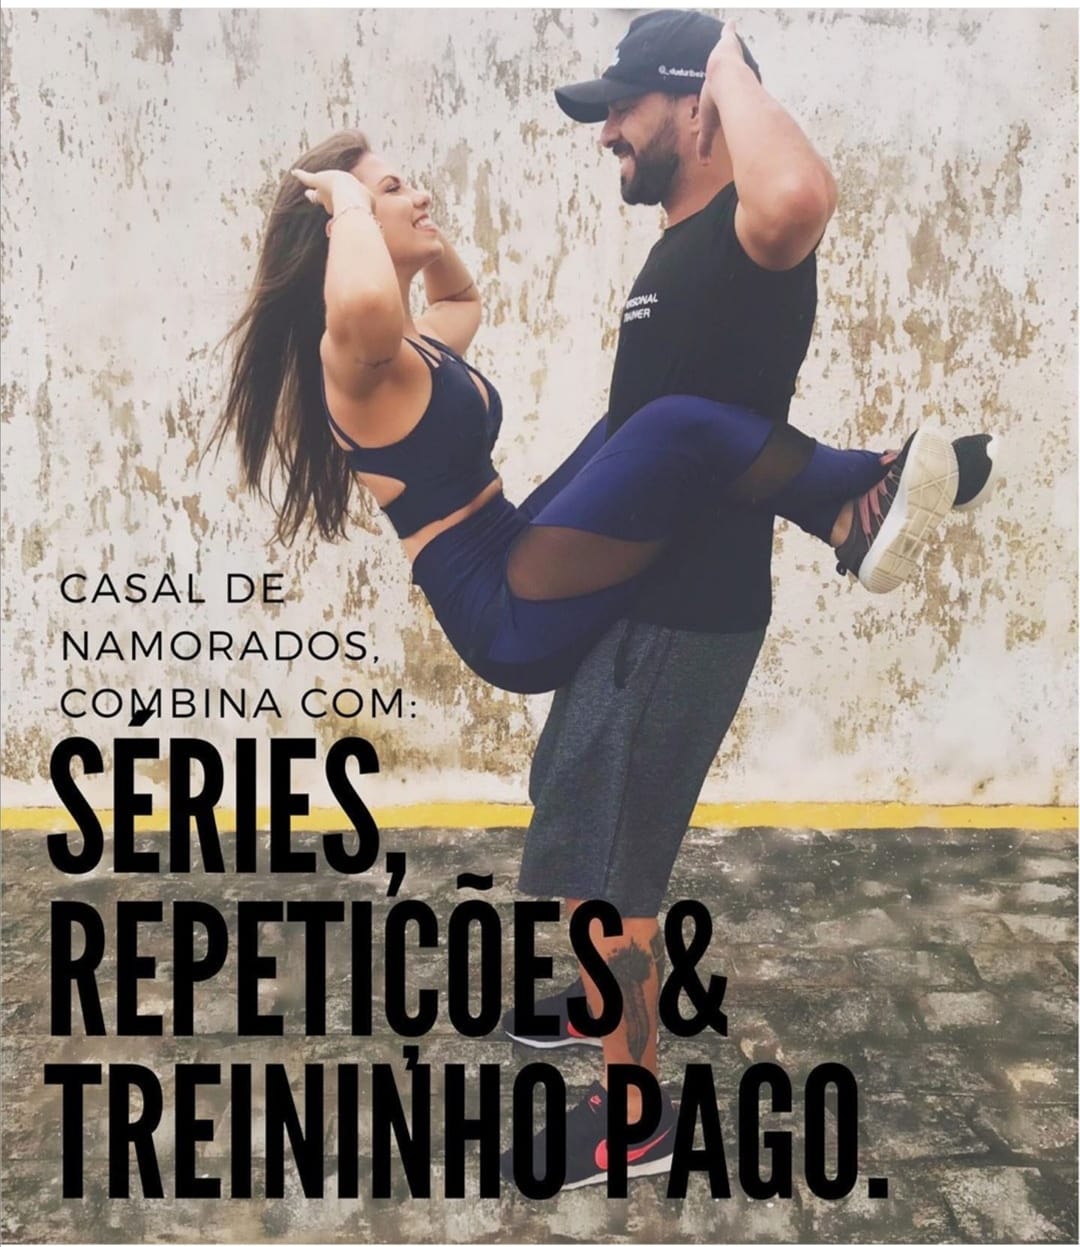 CASAL DE
NAMORADOS,
COMBINA COM:
SÉRIES,
REPETIÇÕES &
TREININHO PAGO.